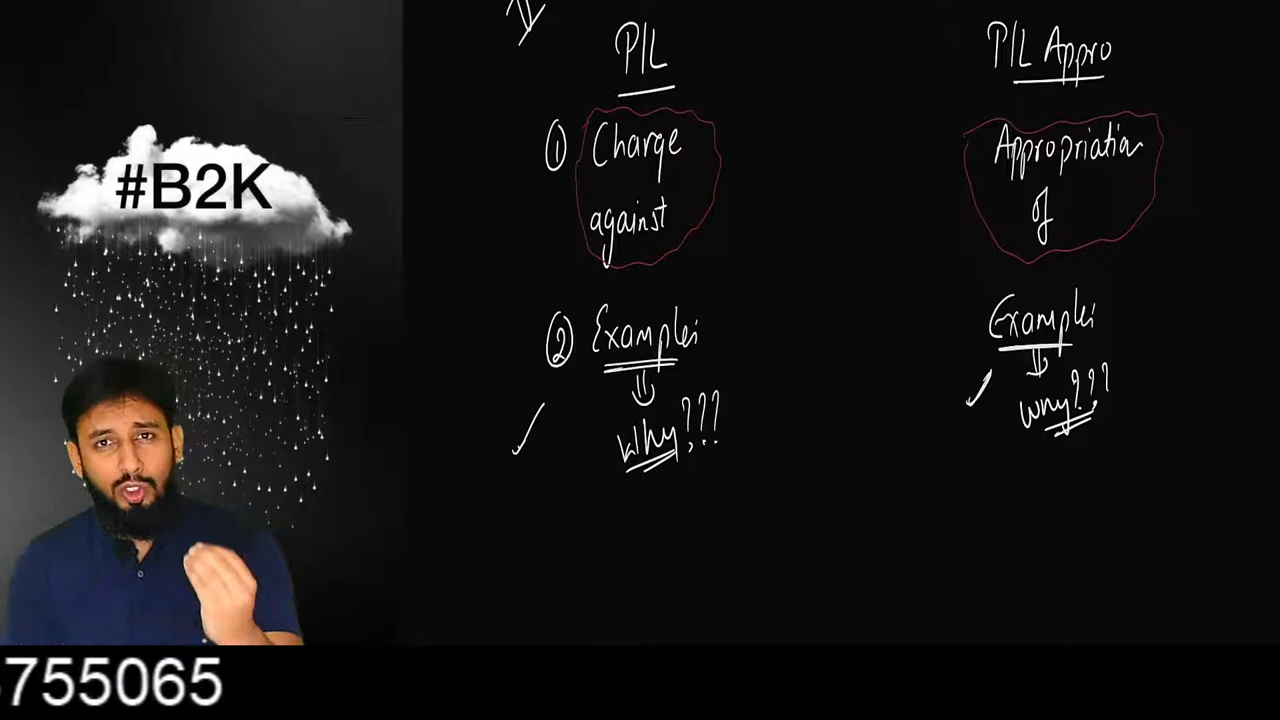 #B2K
P/L
P/L Appro
① Charge
against
Appropriation
of
② Examples
Why???
Examples
Why???
755065